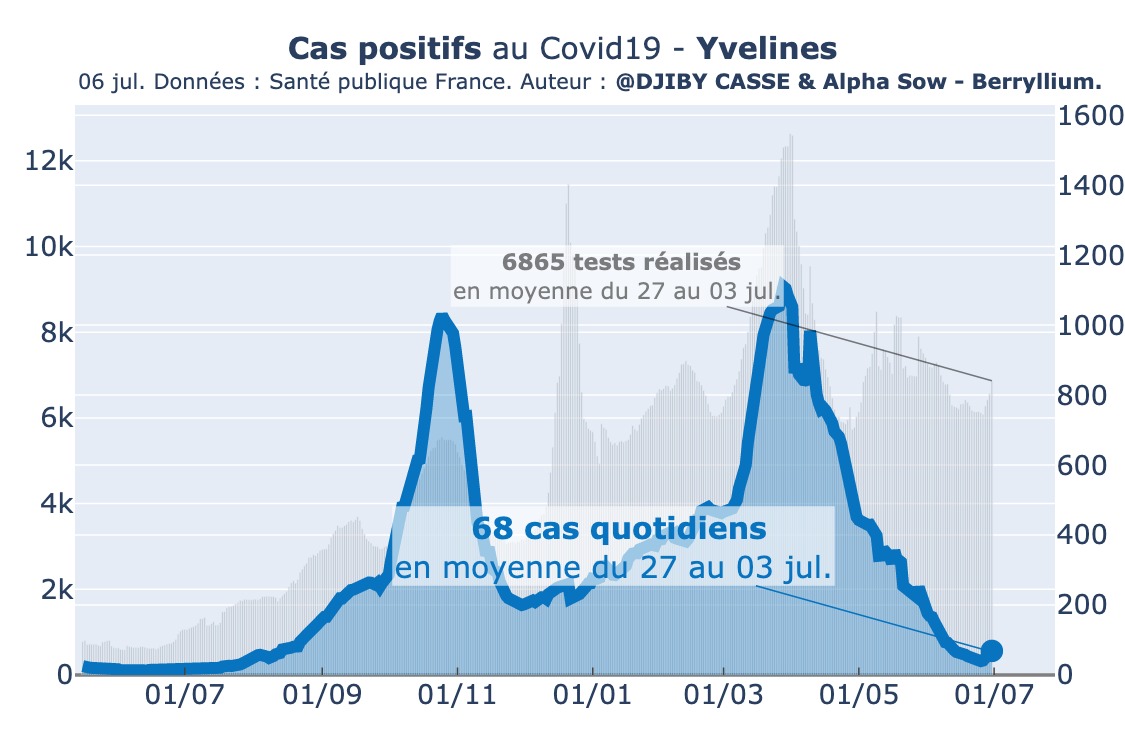 Cas positifs au Covid19 - Yvelines
06 jul. Données : Santé publique France. Auteur : @DJIBY CASSE & Alpha Sow - Berryllium.
1600
12k
1400
10k
1200
6865 tests réalisés
en moyenne du 27 au 03 jul.
8k
1000
6k
800
600
4k
400
68 cas quotidiens
en moyenne du 27 au 03 jul.
2k
200
0
0
01/07
01/09
01/11
01/01
01/03
01/05
01/07